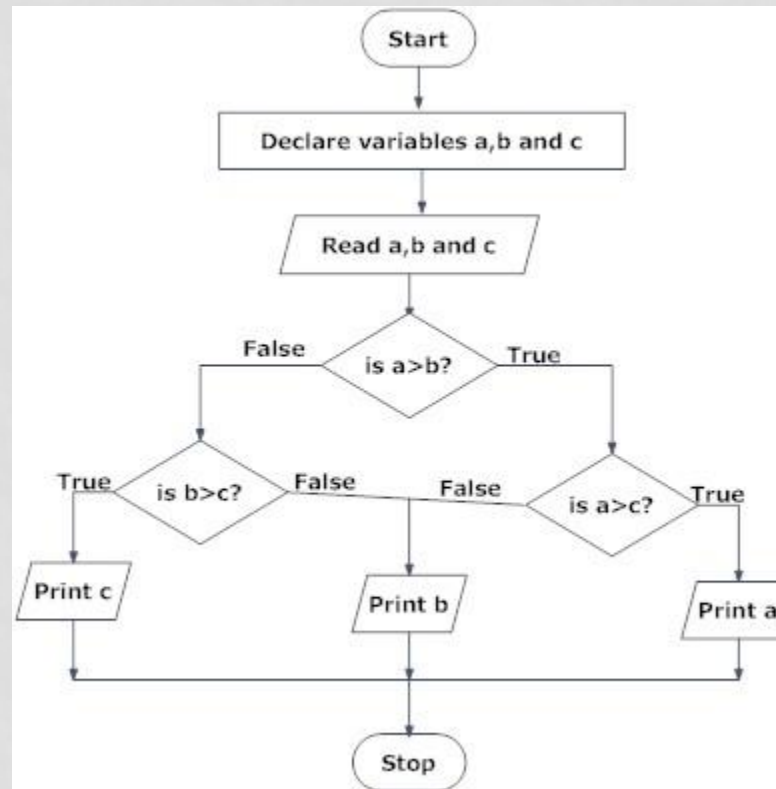 Start
Declare variables a,b and c
Read a,b and c
False
True
is a>b?
True
is b>c?
False
False
is a>c?
True
Print c
Print b
Print a
Stop